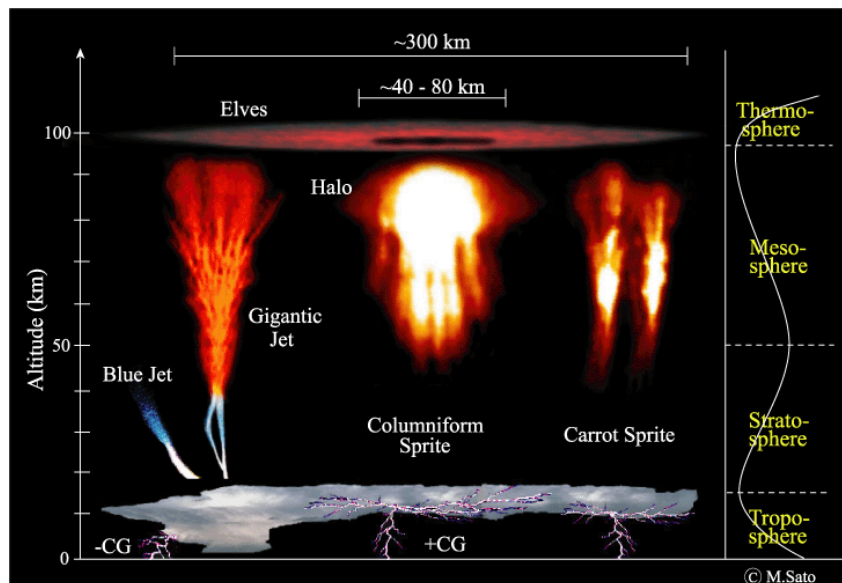 ~300 km
~40 - 80 km
Elves
Thermo-
sphere
100
Halo
Meso-
sphere
Gigantic
Jet
Altitude (km)
50
Blue Jet
Columniform
Sprite
Carrot Sprite
Strato-
sphere
-CG
+CG
Tropo-
sphere
0
© M.Sato